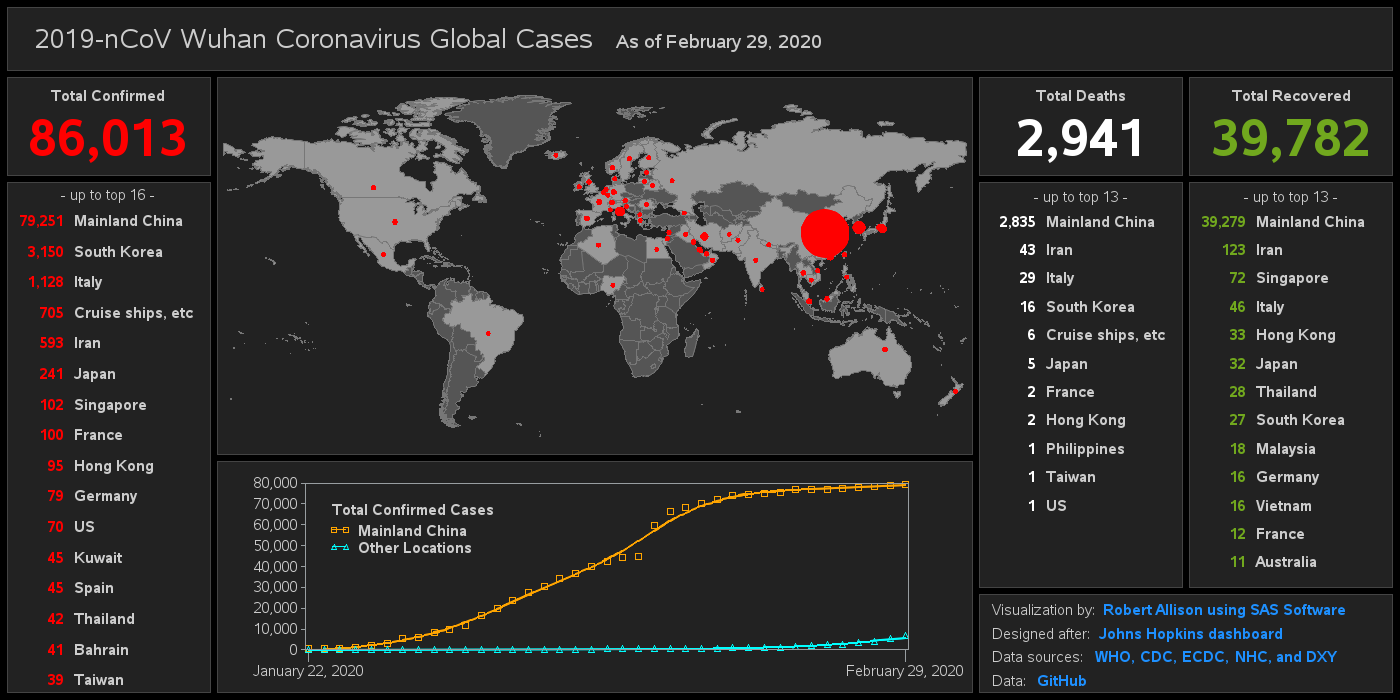 2019-nCoV Wuhan Coronavirus Global Cases As of February 29, 2020
Total Confirmed
86,013
- up to top 16 -
79,251 Mainland China
3,150 South Korea
1,128 Italy
705 Cruise ships, etc
593 Iran
241 Japan
102 Singapore
100 France
95 Hong Kong
79 Germany
70 US
45 Kuwait
45 Spain
42 Thailand
41 Bahrain
39 Taiwan
80,000
70,000
60,000
50,000
40,000
30,000
20,000
10,000
0
Total Confirmed Cases
Mainland China
Other Locations
January 22, 2020
February 29, 2020
Total Deaths
2,941
- up to top 13 -
2,835 Mainland China
43 Iran
29 Italy
16 South Korea
6 Cruise ships, etc
5 Japan
2 France
2 Hong Kong
1 Philippines
1 Taiwan
1 US
Total Recovered
39,782
- up to top 13 -
39,279 Mainland China
123 Iran
72 Singapore
46 Italy
33 Hong Kong
32 Japan
28 Thailand
27 South Korea
18 Malaysia
16 Germany
16 Vietnam
12 France
11 Australia
Visualization by: Robert Allison using SAS Software
Designed after: Johns Hopkins dashboard
Data sources: WHO, CDC, ECDC, NHC, and DXY
Data: GitHub